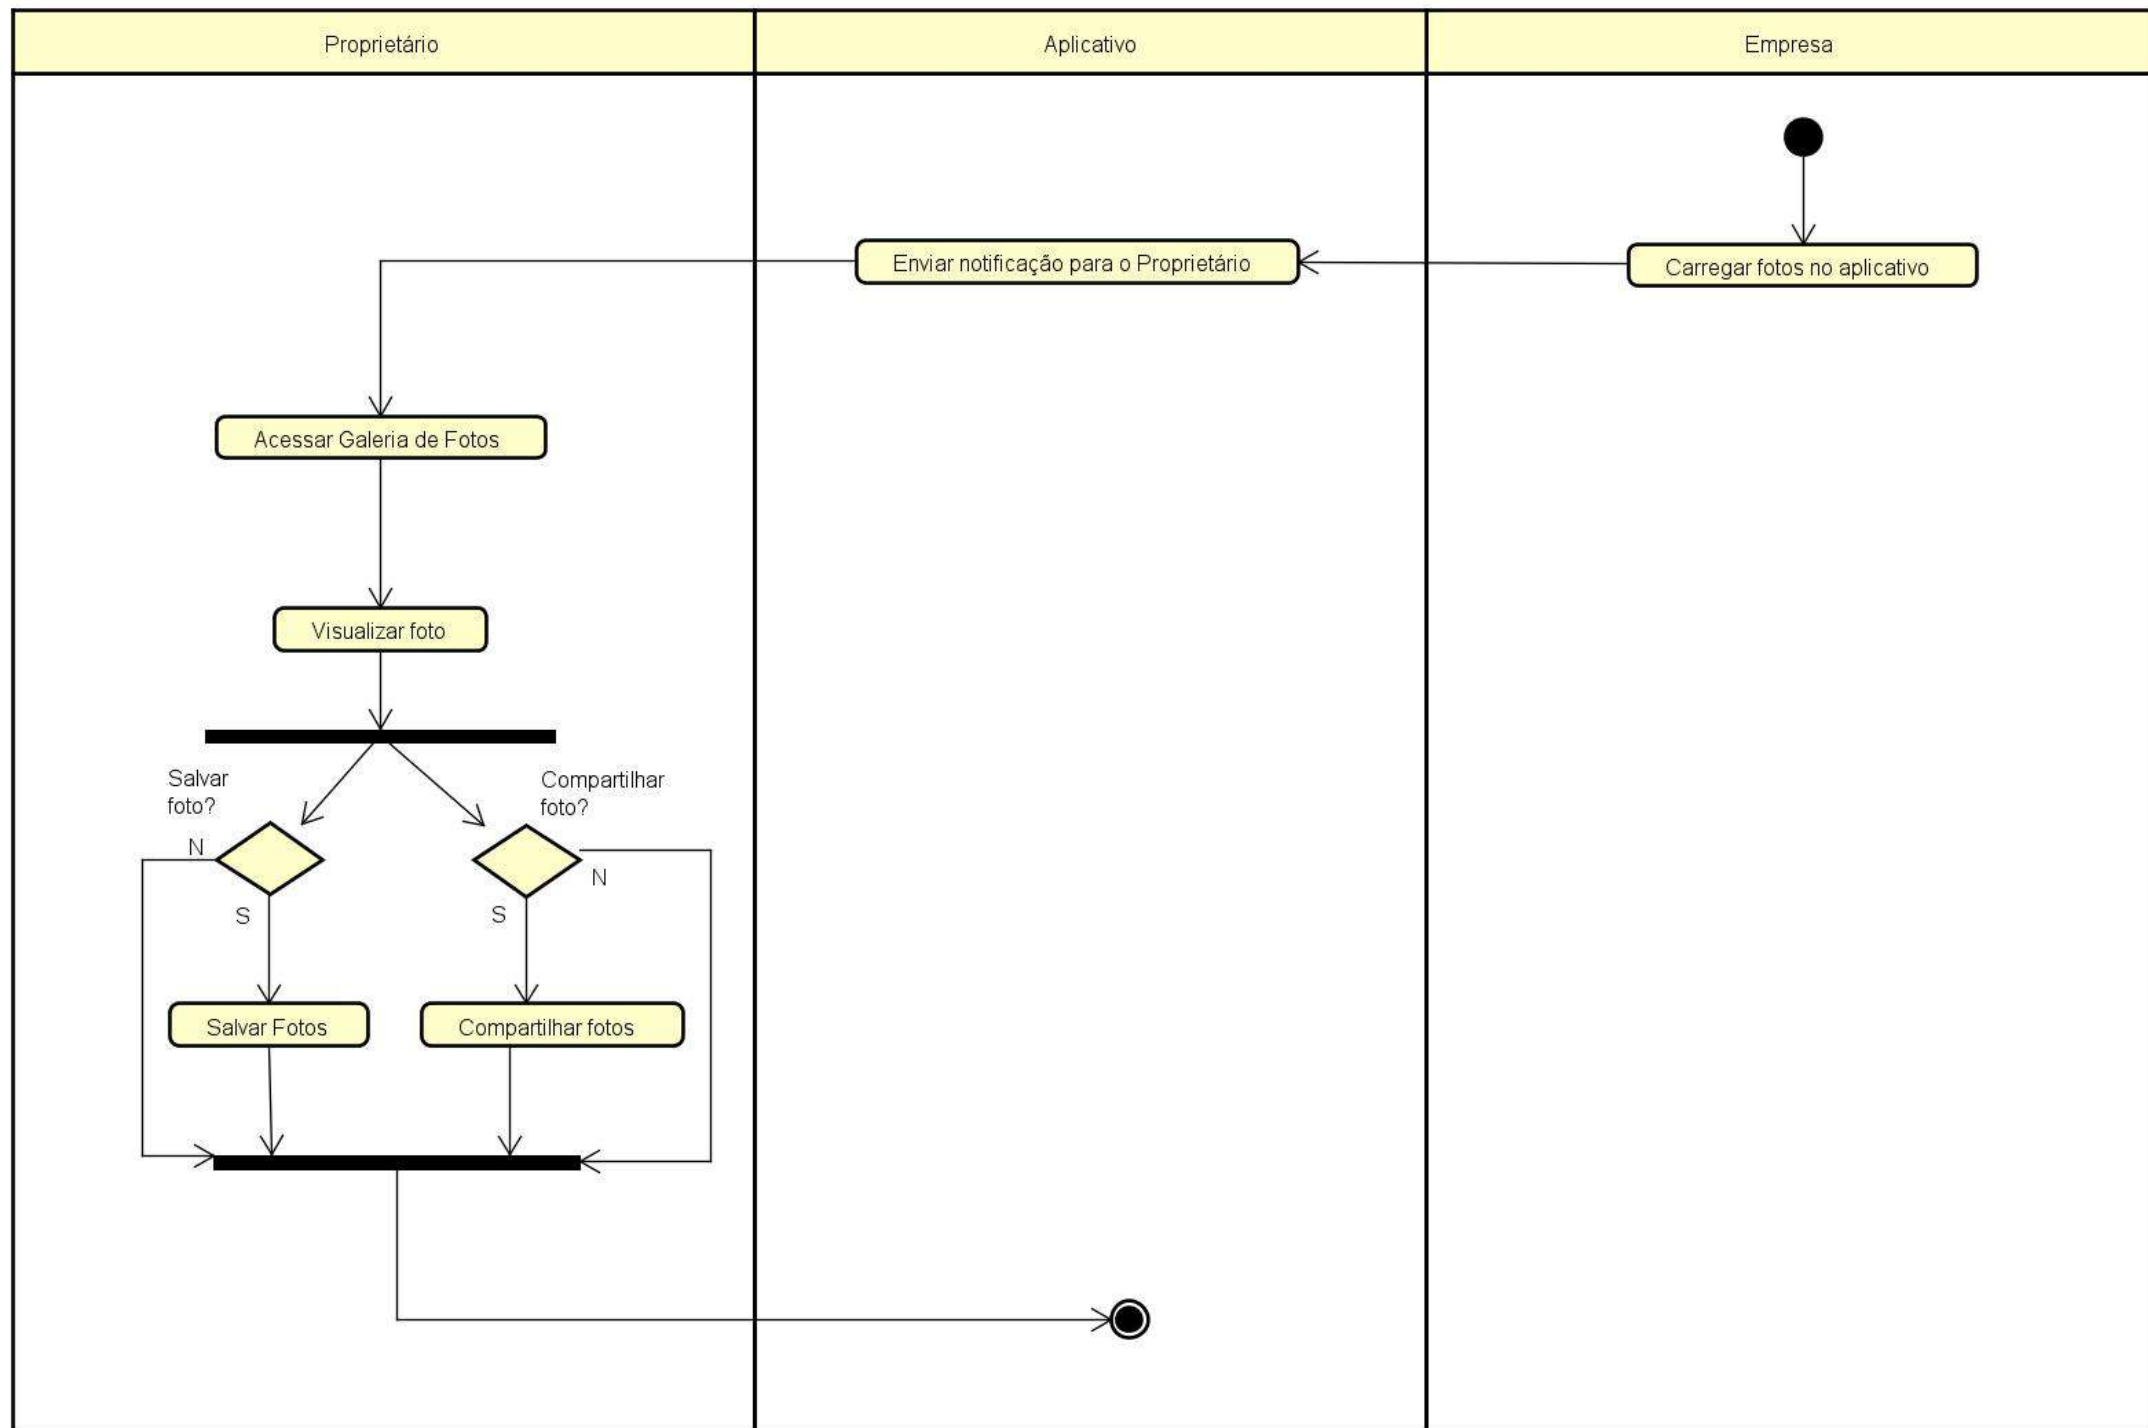 Proprietário
Aplicativo
Empresa
Enviar notificação para o Proprietário
Carregar fotos no aplicativo
Acessar Galeria de Fotos
Visualizar foto
Salvar
foto?
Compartilhar
foto?
N
N
S
S
Salvar Fotos
Compartilhar fotos